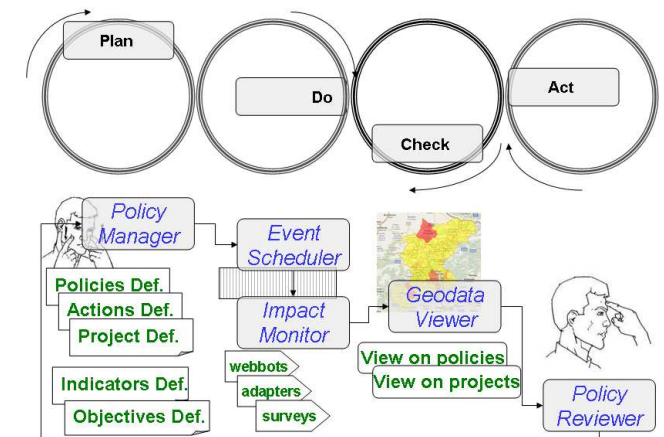 Plan
Do
Check
Act
Policy
Manager
Event
Scheduler
Impact
Monitor
Geodata
Viewer
Policy
Reviewer
Policies Def.
Actions Def.
Project Def.
Indicators Def.
Objectives Def.
webbots
adapters
surveys
View on policies
View on projects